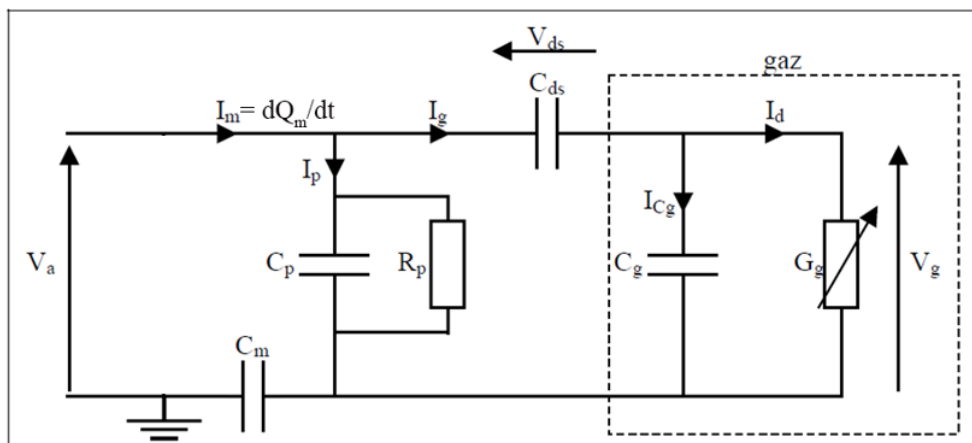 V_ds
gaz
C_ds
I_m= dQ_m/dt
I_g
I_d
I_p
I_Cg
V_a
C_p
R_p
C_g
G_g
V_g
C_m